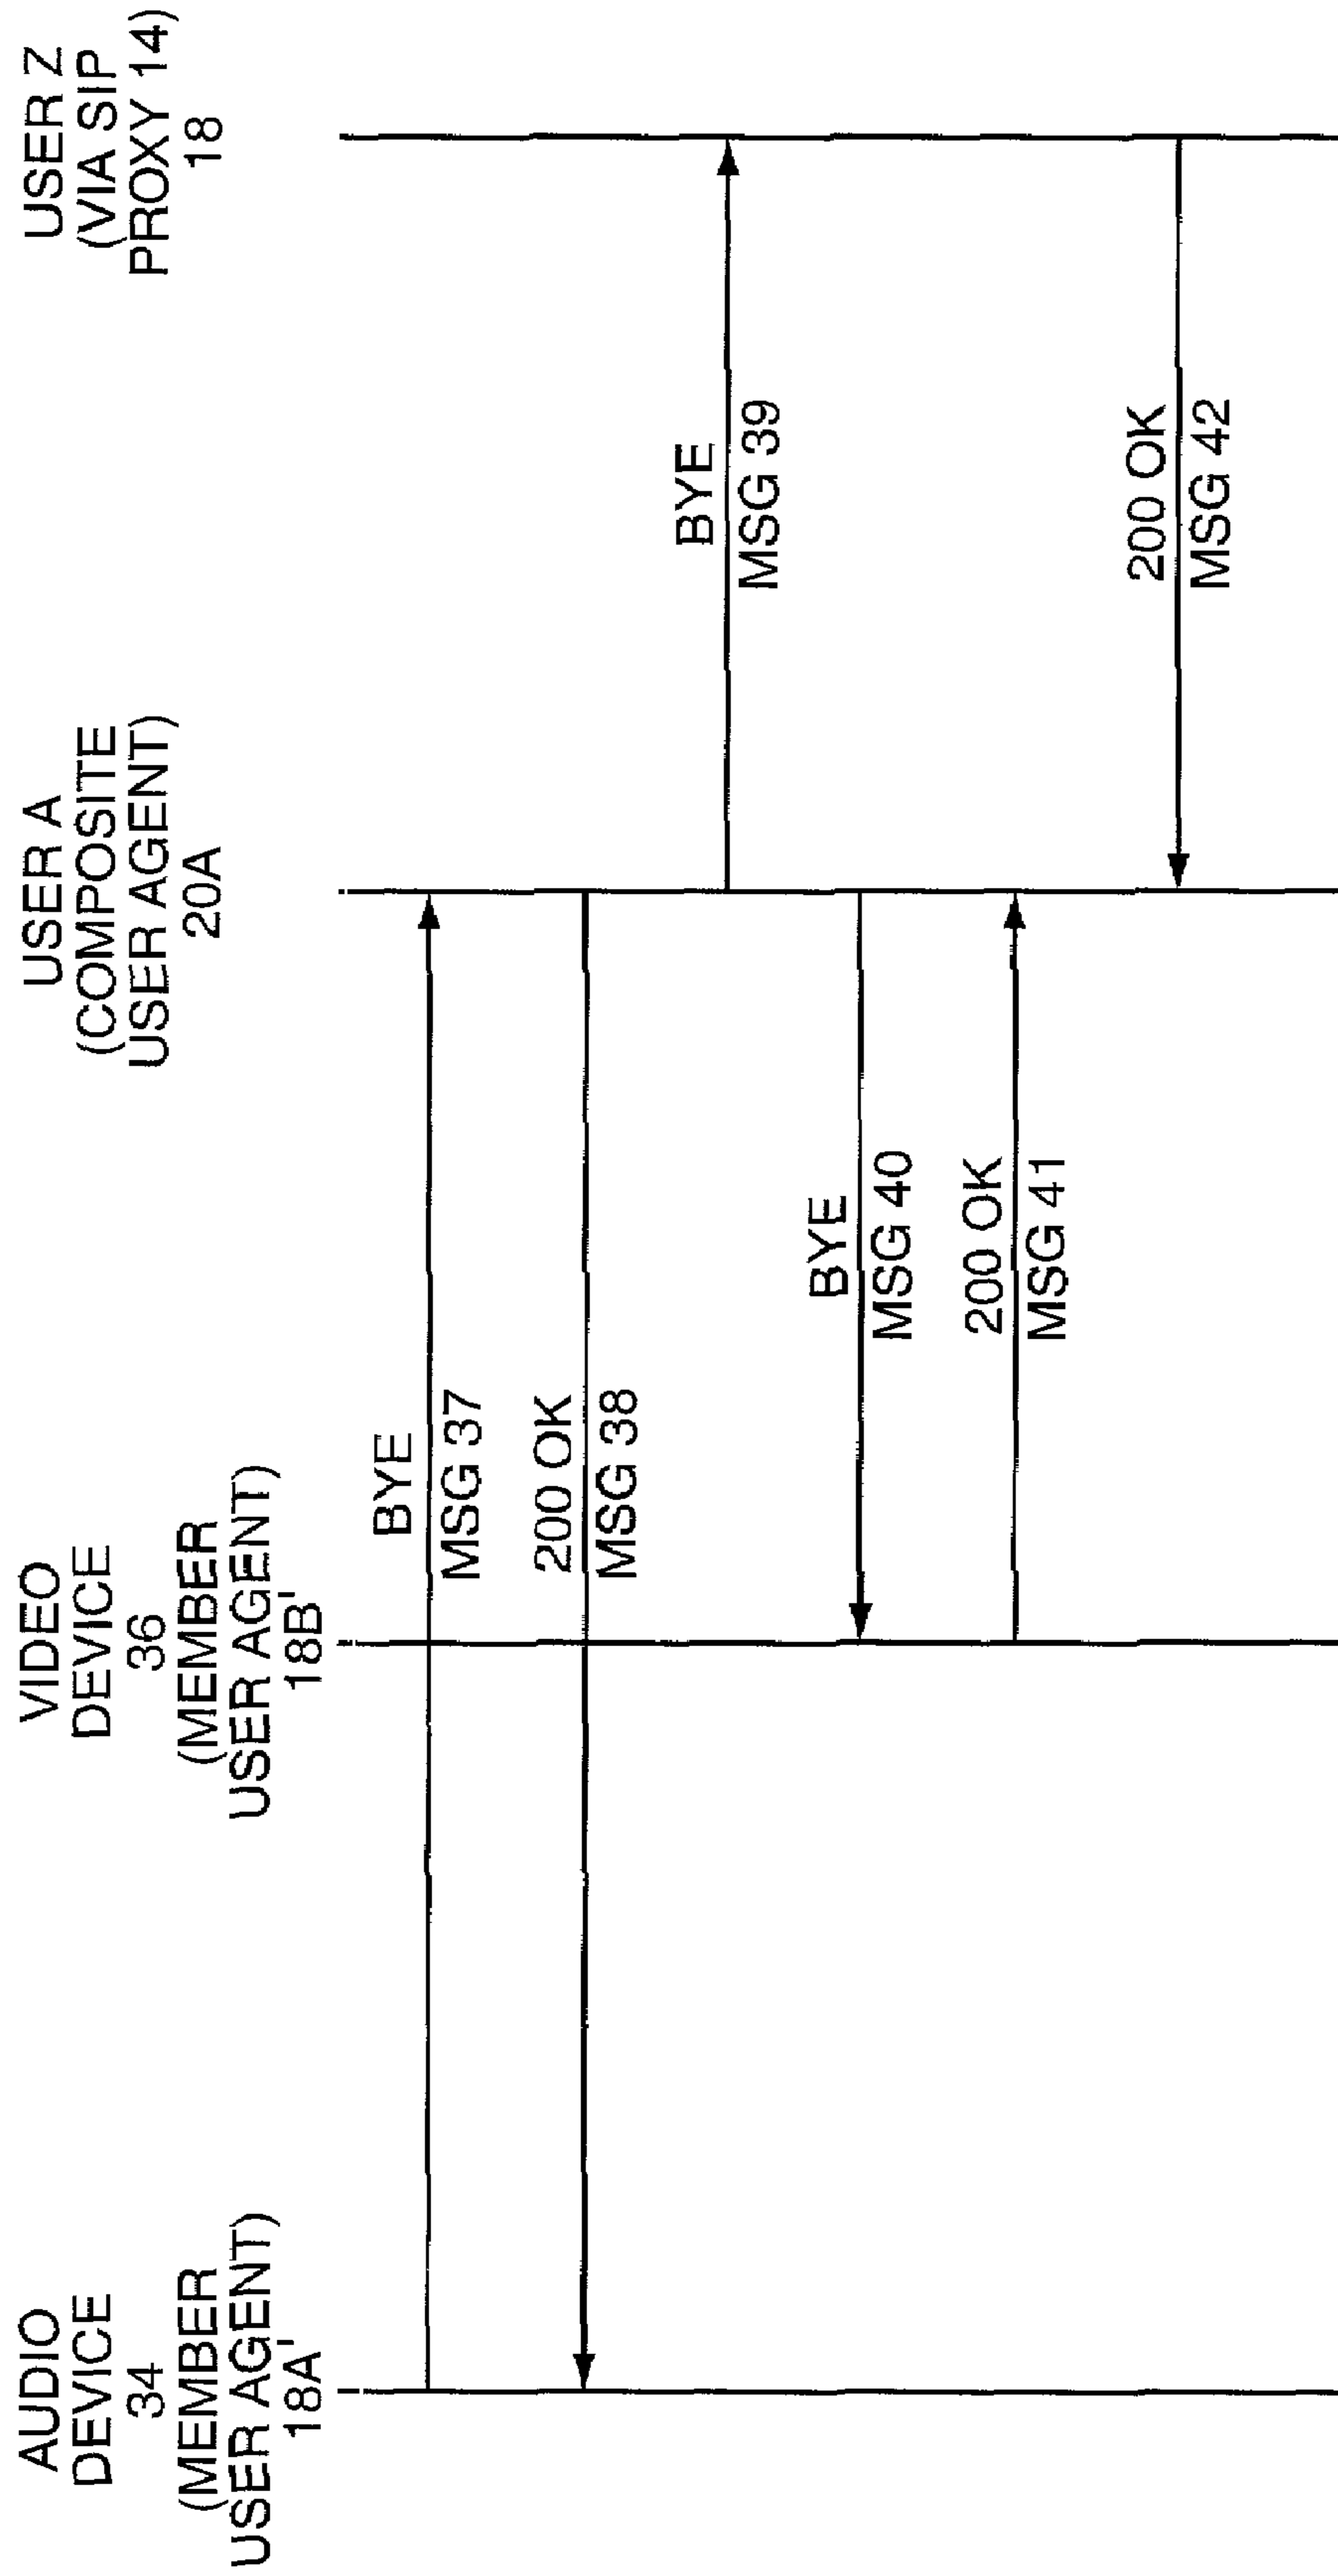 AUDIO
DEVICE
34
(MEMBER
USER AGENT)
18A'
VIDEO
DEVICE
36
(MEMBER
USER AGENT)
18B'
USER A
(COMPOSITE
USER AGENT)
20A
USER Z
(VIA SIP
PROXY 14)
18
BYE
MSG 37
200 OK
MSG 38
BYE
MSG 39
BYE
MSG 40
200 OK
MSG 41
200 OK
MSG 42